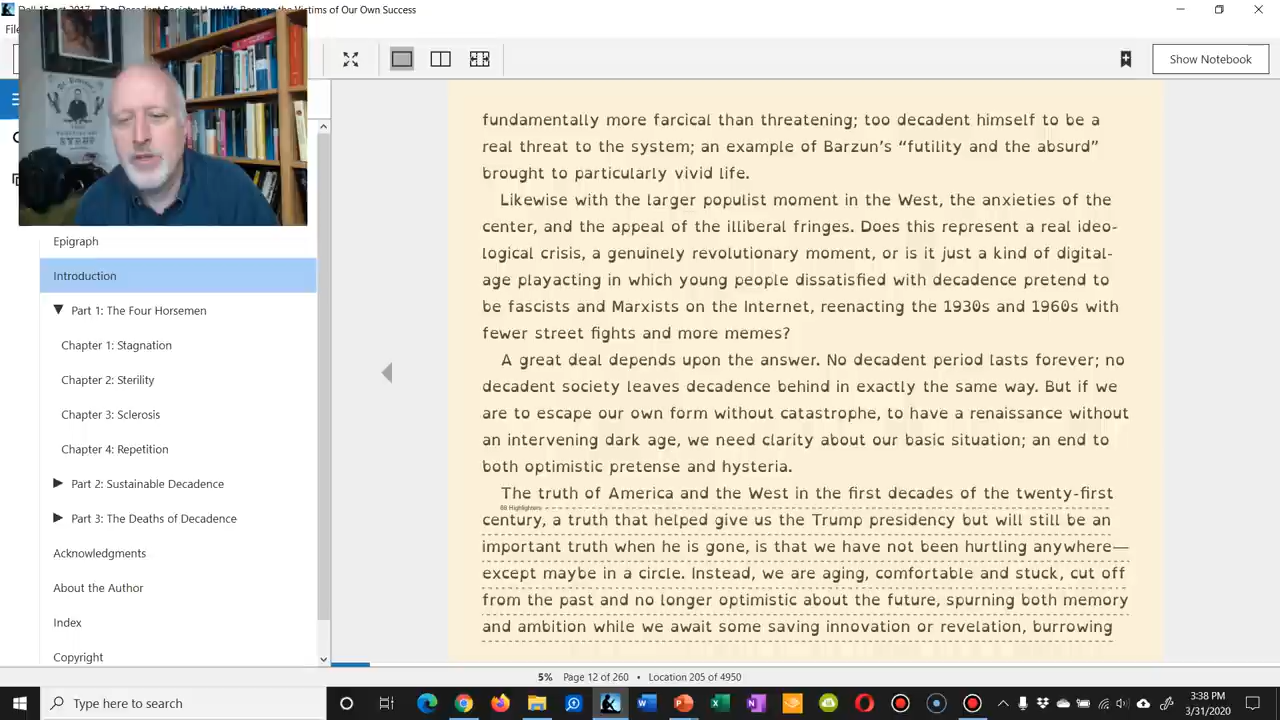 The Decadent Society: How We Became the Victims of Our Own Success
Show Notebook
Epigraph
Introduction
Part 1: The Four Horsemen
Chapter 1: Stagnation
Chapter 2: Sterility
Chapter 3: Sclerosis
Chapter 4: Repetition
Part 2: Sustainable Decadence
Part 3: The Deaths of Decadence
Acknowledgments
About the Author
Index
Copyright
fundamentally more farcical than threatening; too decadent himself to be a
real threat to the system; an example of Barzun’s “futility and the absurd”
brought to particularly vivid life.
Likewise with the larger populist moment in the West, the anxieties of the
center, and the appeal of the illiberal fringes. Does this represent a real ideo-
logical crisis, a genuinely revolutionary moment, or is it just a kind of digital-
age playacting in which young people dissatisfied with decadence pretend to
be fascists and Marxists on the Internet, reenacting the 1930s and 1960s with
fewer street fights and more memes?
A great deal depends upon the answer. No decadent period lasts forever; no
decadent society leaves decadence behind in exactly the same way. But if we
are to escape our own form without catastrophe, to have a renaissance without
an intervening dark age, we need clarity about our basic situation; an end to
both optimistic pretense and hysteria.
The truth of America and the West in the first decades of the twenty-first
88 Highlighters
century, a truth that helped give us the Trump presidency but will still be an
important truth when he is gone, is that we have not been hurtling anywhere—
except maybe in a circle. Instead, we are aging, comfortable and stuck, cut off
from the past and no longer optimistic about the future, spurning both memory
and ambition while we await some saving innovation or revelation, burrowing
5% Page 12 of 260 • Location 205 of 4950
Type here to search
3:38 PM
3/31/2020